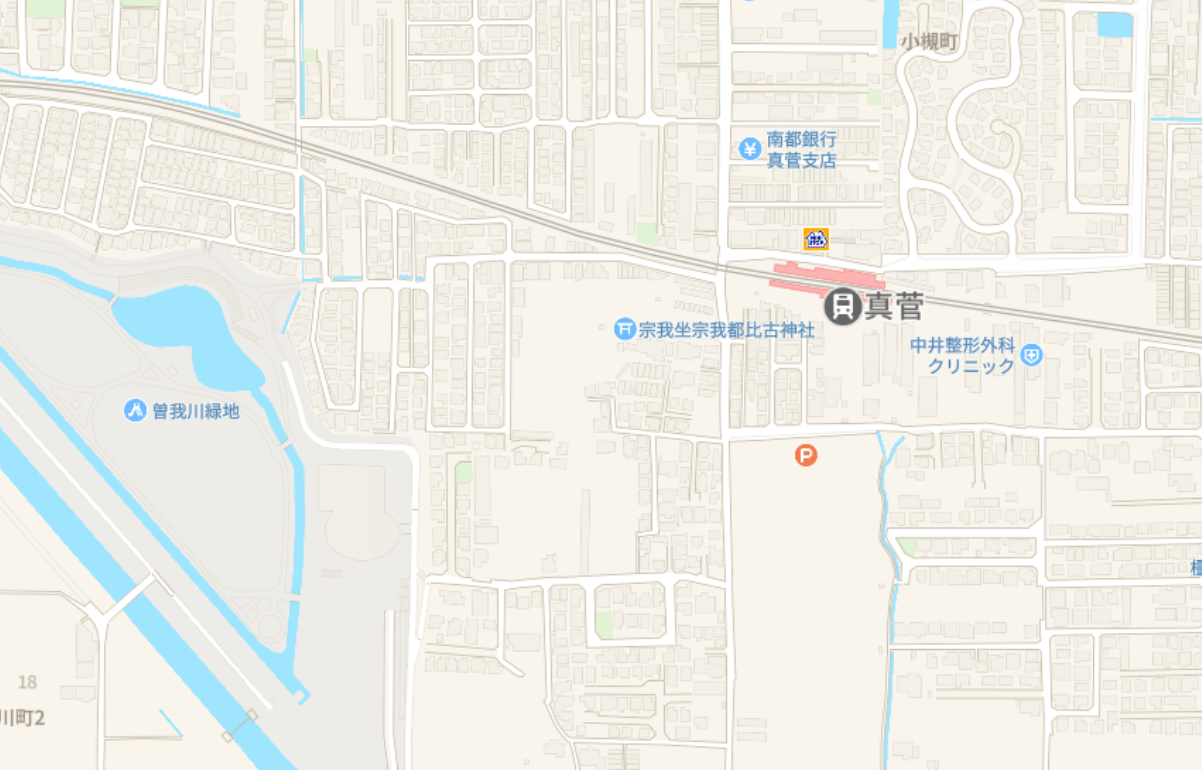 小槻町
南都銀行
真菅支店
真菅
宗我坐宗我都比古神社
中井整形外科
クリニック
曽我川緑地
P
18
川町2